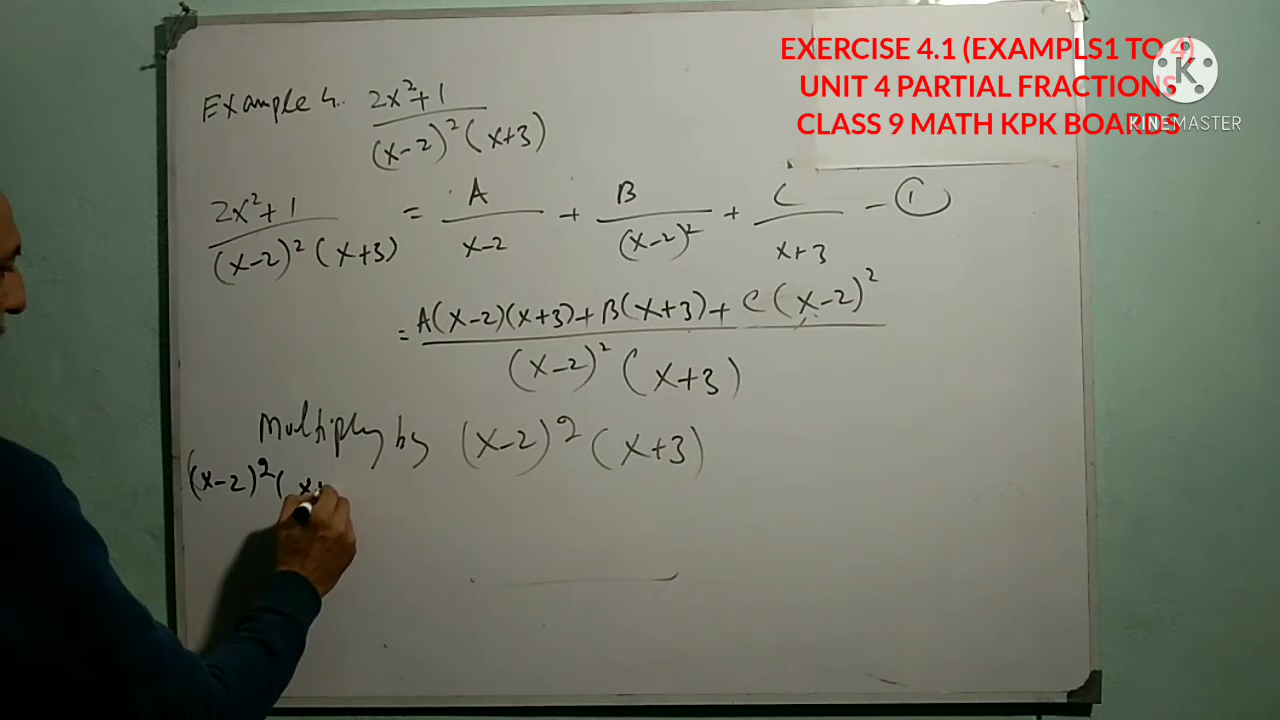 EXERCISE 4.1 (EXAMPLS1 TO 4)
UNIT 4 PARTIAL FRACTIONS
CLASS 9 MATH KPK BOARDS
K
KINEMASTER
Example 4. 2x²+1 / (x-2)²(x+3)
2x²+1 / (x-2)²(x+3) = A / x-2 + B / (x-2)² + C / x+3 - ①
= A(x-2)(x+3)+B(x+3)+C(x-2)² / (x-2)²(x+3)
Multiply by (x-2)²(x+3)
(x-2)²(x+